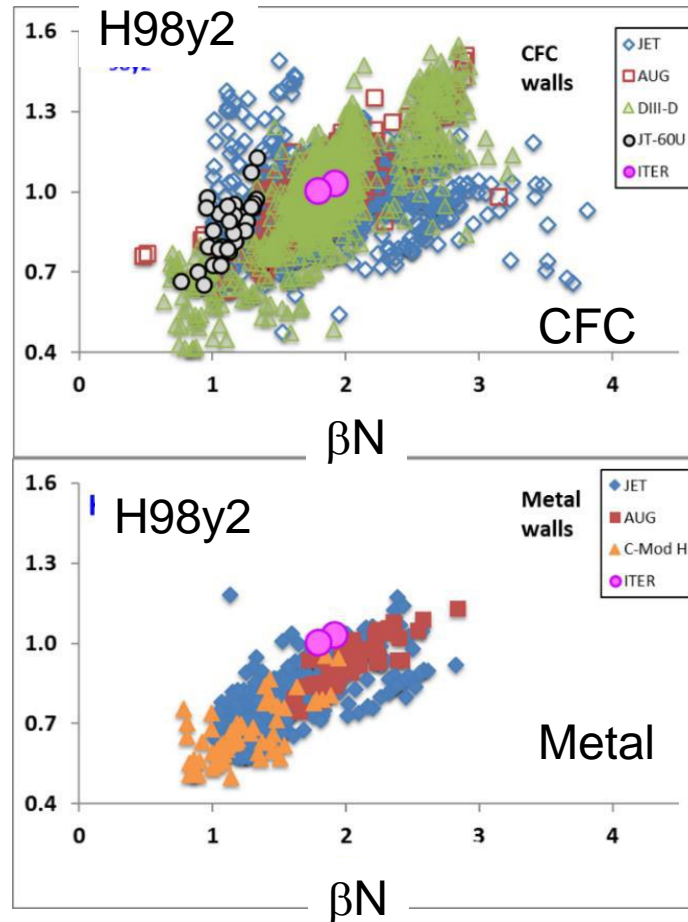 H98y2
98y2
CFC
walls
JET
AUG
DIII-D
JT-60U
ITER
1.6
1.3
1.0
0.7
0.4
CFC
0 1 2 3 4
βN
H98y2
Metal
walls
JET
AUG
C-Mod H
ITER
1.6
1.3
1.0
0.7
0.4
Metal
0 1 2 3 4
βN